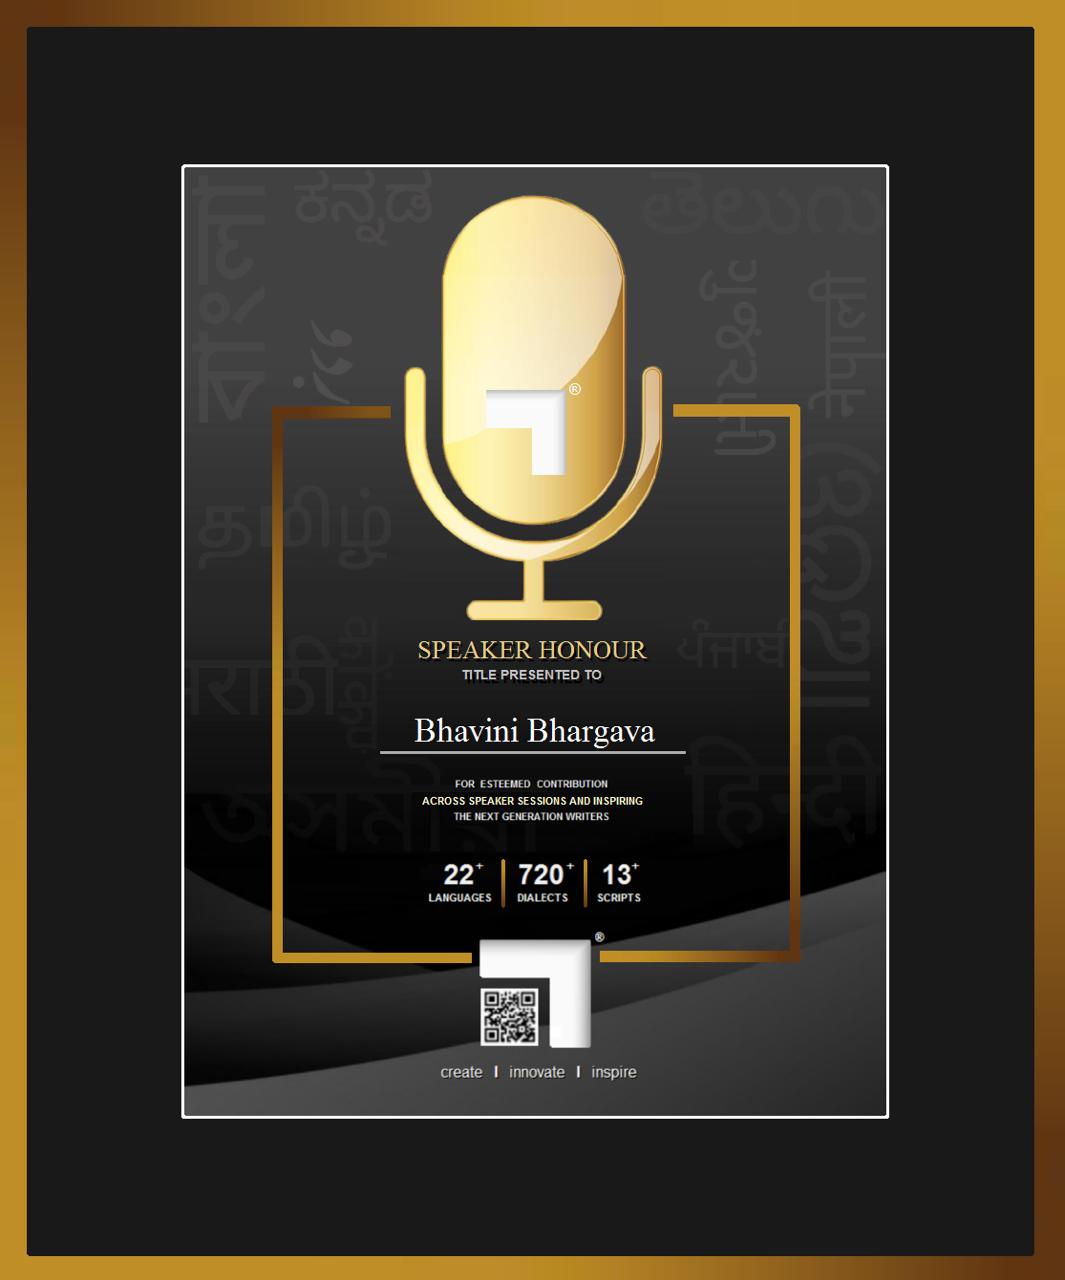 বাংলা
ಕನ್ನಡ
తెలుగు
नेपाली
தமிழ்
मराठी
ਪੰਜਾਬੀ
অসমীয়া
हिन्दी
®
SPEAKER HONOUR
TITLE PRESENTED TO
Bhavini Bhargava
FOR ESTEEMED CONTRIBUTION
ACROSS SPEAKER SESSIONS AND INSPIRING
THE NEXT GENERATION WRITERS
22+ 720+ 13+
LANGUAGES DIALECTS SCRIPTS
®
create I innovate I inspire